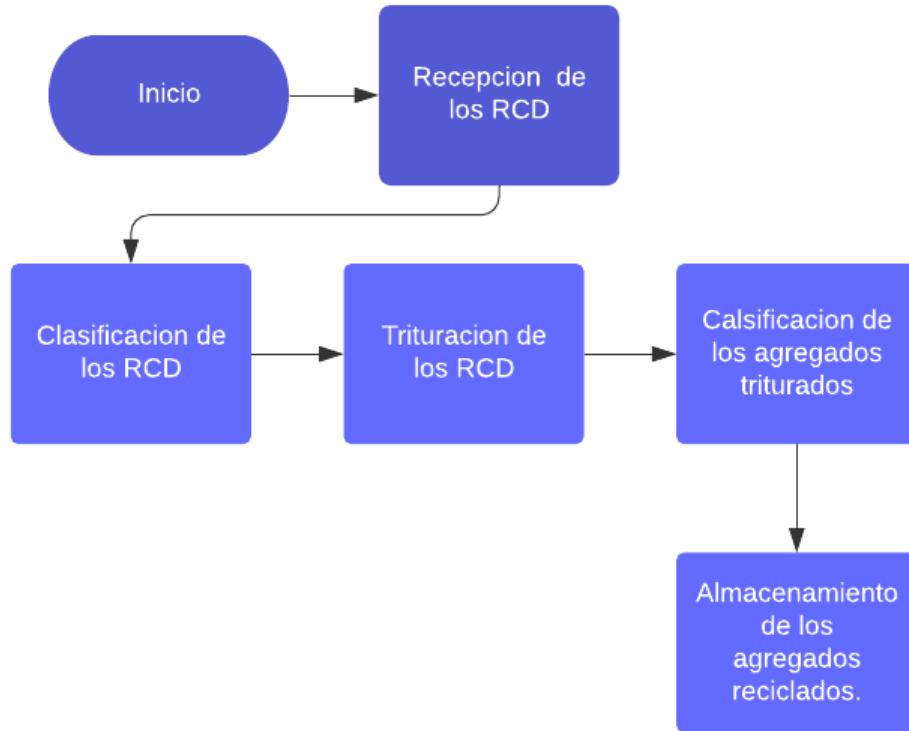 Inicio
Recepcion de
los RCD
Clasificacion de
los RCD
Trituracion de
los RCD
Calsificacion de
los agregados
triturados
Almacenamiento
de los
agregados
reciclados.